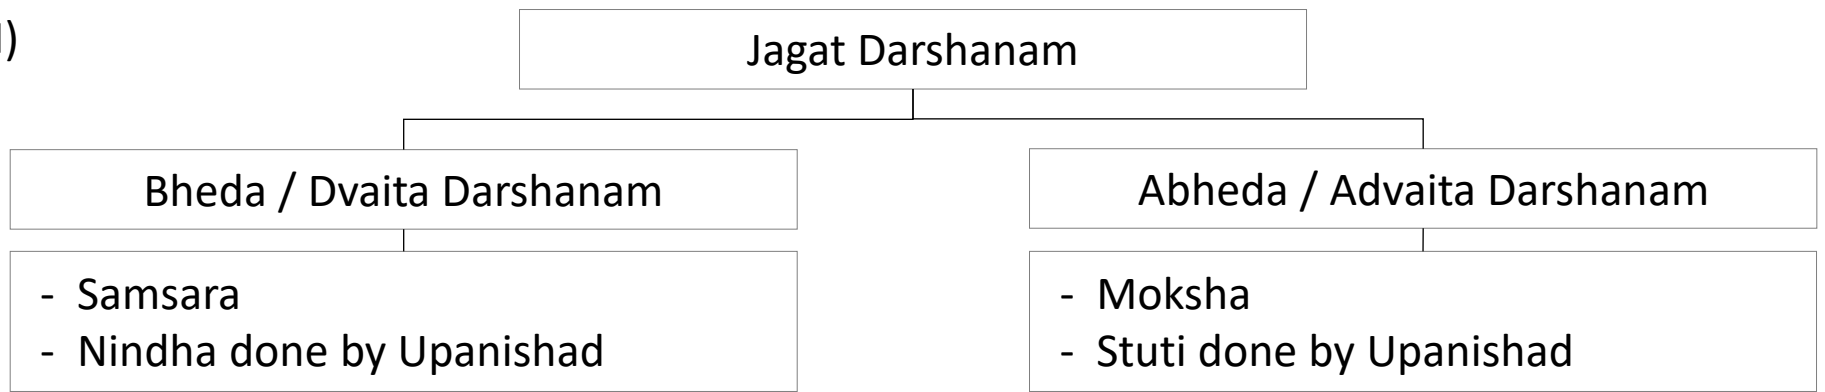 )
Jagat Darshanam
Bheda / Dvaita Darshanam
Abheda / Advaita Darshanam
- Samsara
- Nindha done by Upanishad
- Moksha
- Stuti done by Upanishad